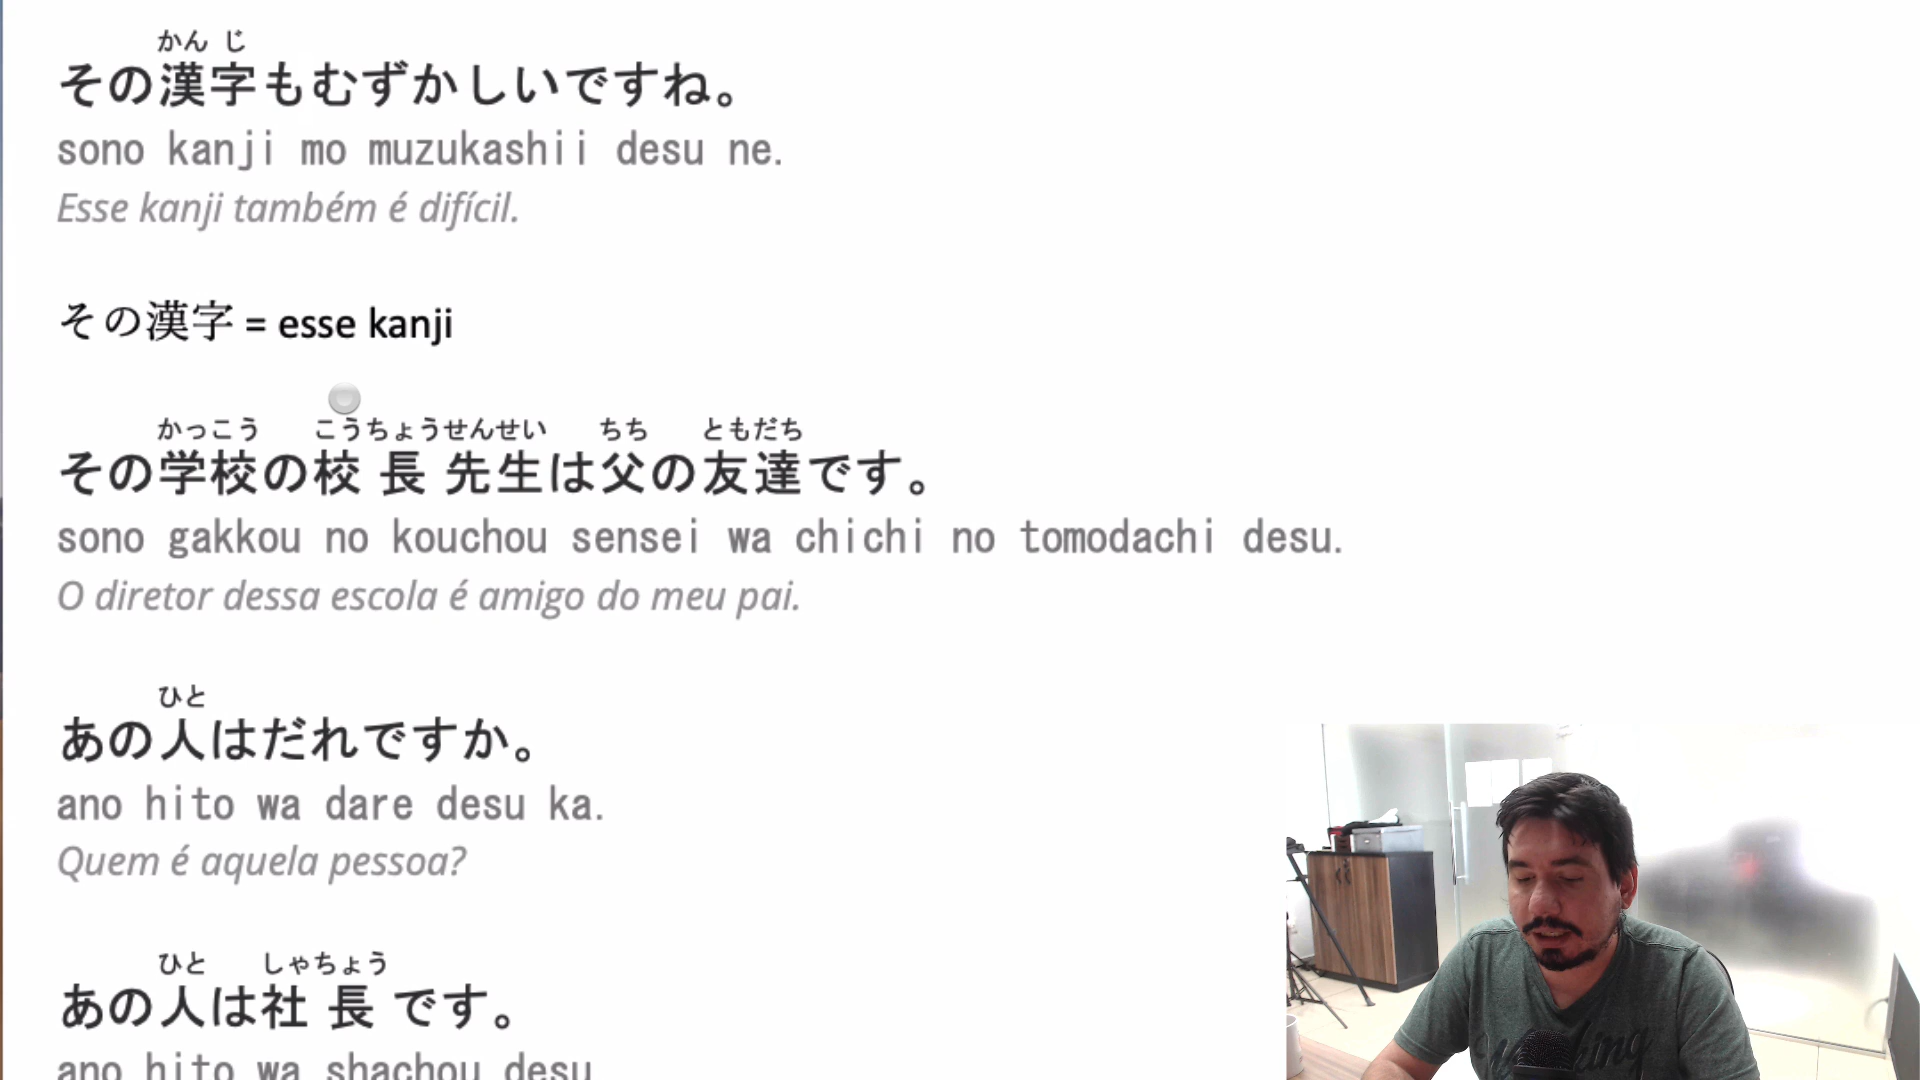 かん じ
その漢字もむずかしいですね。
sono kanji mo muzukashii desu ne.
Esse kanji também é difícil.
その漢字 = esse kanji
かっこう こうちょうせんせい ちち ともだち
その学校の校長先生は父の友達です。
sono gakkou no kouchou sensei wa chichi no tomodachi desu.
O diretor dessa escola é amigo do meu pai.
ひと
あの人はだれですか。
ano hito wa dare desu ka.
Quem é aquela pessoa?
ひと しゃちょう
あの人は社長です。
ano hito wa shachou desu